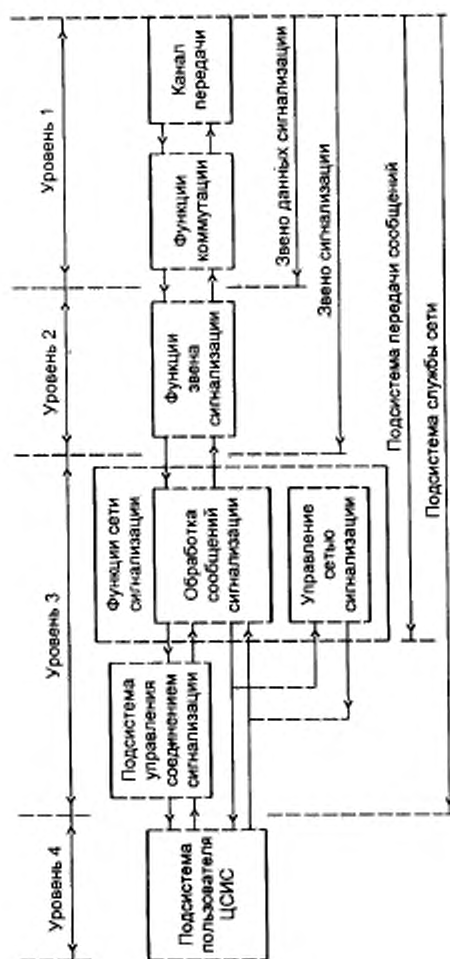 Уровень 4
Уровень 3
Уровень 2
Уровень 1
Подсистема
пользователя
ЦСИС
Подсистема
управления
соединением
сигнализации
Функции сети
сигнализации
Обработка
сообщений
сигнализации
Управление
сетью
сигнализации
Функции
звена
сигнализации
Функции
коммутации
Канал
передачи
Звено данных сигнализации
Звено сигнализации
Подсистема передачи сообщений
Подсистема службы сети